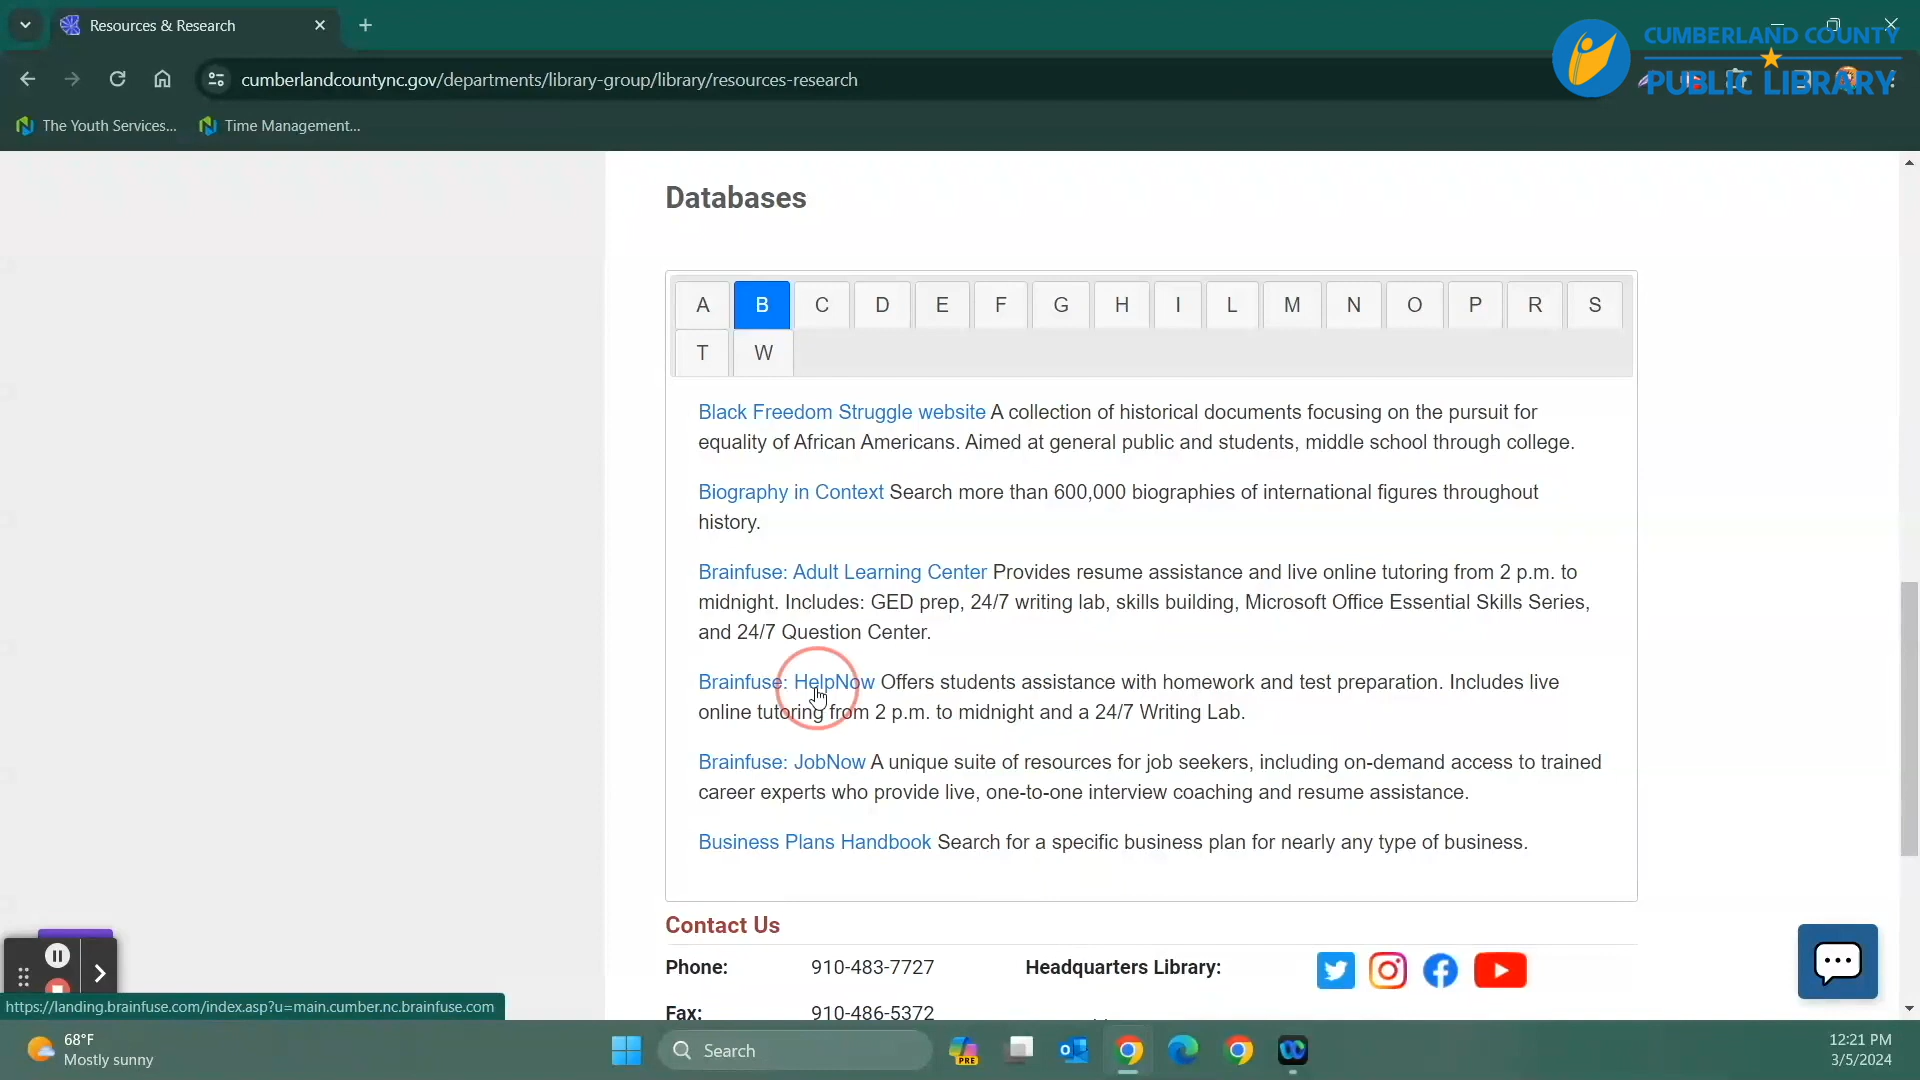 Resources & Research
CUMBERLAND COUNTY
PUBLIC LIBRARY
cumberlandcountync.gov/departments/library-group/library/resources-research
The Youth Services... Time Management...
Databases
A B C D E F G H I L M N O P R S
T W
Black Freedom Struggle website A collection of historical documents focusing on the pursuit for
equality of African Americans. Aimed at general public and students, middle school through college.
Biography in Context Search more than 600,000 biographies of international figures throughout
history.
Brainfuse: Adult Learning Center Provides resume assistance and live online tutoring from 2 p.m. to
midnight. Includes: GED prep, 24/7 writing lab, skills building, Microsoft Office Essential Skills Series,
and 24/7 Question Center.
Brainfuse: HelpNow Offers students assistance with homework and test preparation. Includes live
online tutoring from 2 p.m. to midnight and a 24/7 Writing Lab.
Brainfuse: JobNow A unique suite of resources for job seekers, including on-demand access to trained
career experts who provide live, one-to-one interview coaching and resume assistance.
Business Plans Handbook Search for a specific business plan for nearly any type of business.
Contact Us
Phone: 910-483-7727 Headquarters Library:
Fax: 910-486-5372
https://landing.brainfuse.com/index.asp?u=main.cumber.nc.brainfuse.com
68°F
Mostly sunny
Search
PRE
12:21 PM
3/5/2024